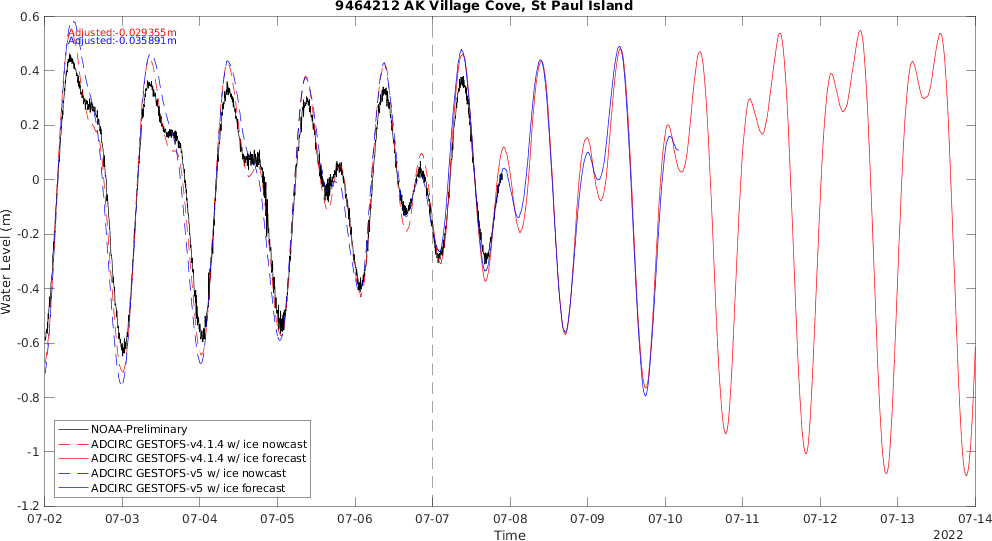 9464212 AK Village Cove, St Paul Island
Adjusted:-0.029355m
Adjusted:-0.035891m
0.6
0.4
0.2
0
-0.2
-0.4
-0.6
-0.8
-1
-1.2
Water Level (m)
NOAA-Preliminary
ADCIRC GESTOFS-v4.1.4 w/ ice nowcast
ADCIRC GESTOFS-v4.1.4 w/ ice forecast
ADCIRC GESTOFS-v5 w/ ice nowcast
ADCIRC GESTOFS-v5 w/ ice forecast
07-02 07-03 07-04 07-05 07-06 07-07 07-08 07-09 07-10 07-11 07-12 07-13 07-14
Time
2022